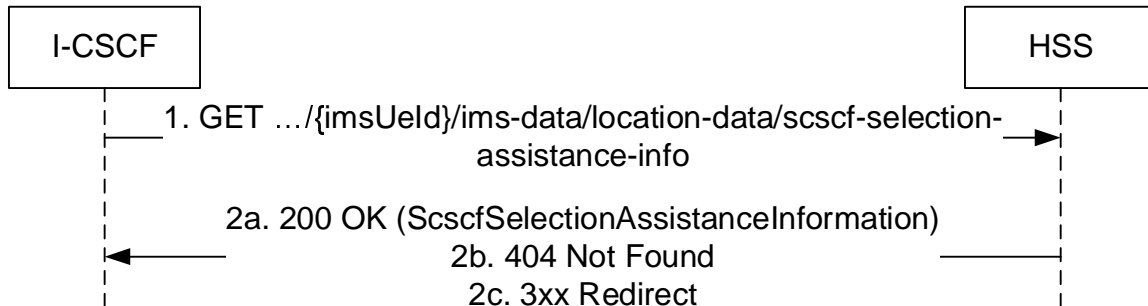 I-CSCF
HSS
1. GET …/{imsUeId}/ims-data/location-data/scscf-selection-
assistance-info
2a. 200 OK (ScscfSelectionAssistanceInformation)
2b. 404 Not Found
2c. 3xx Redirect